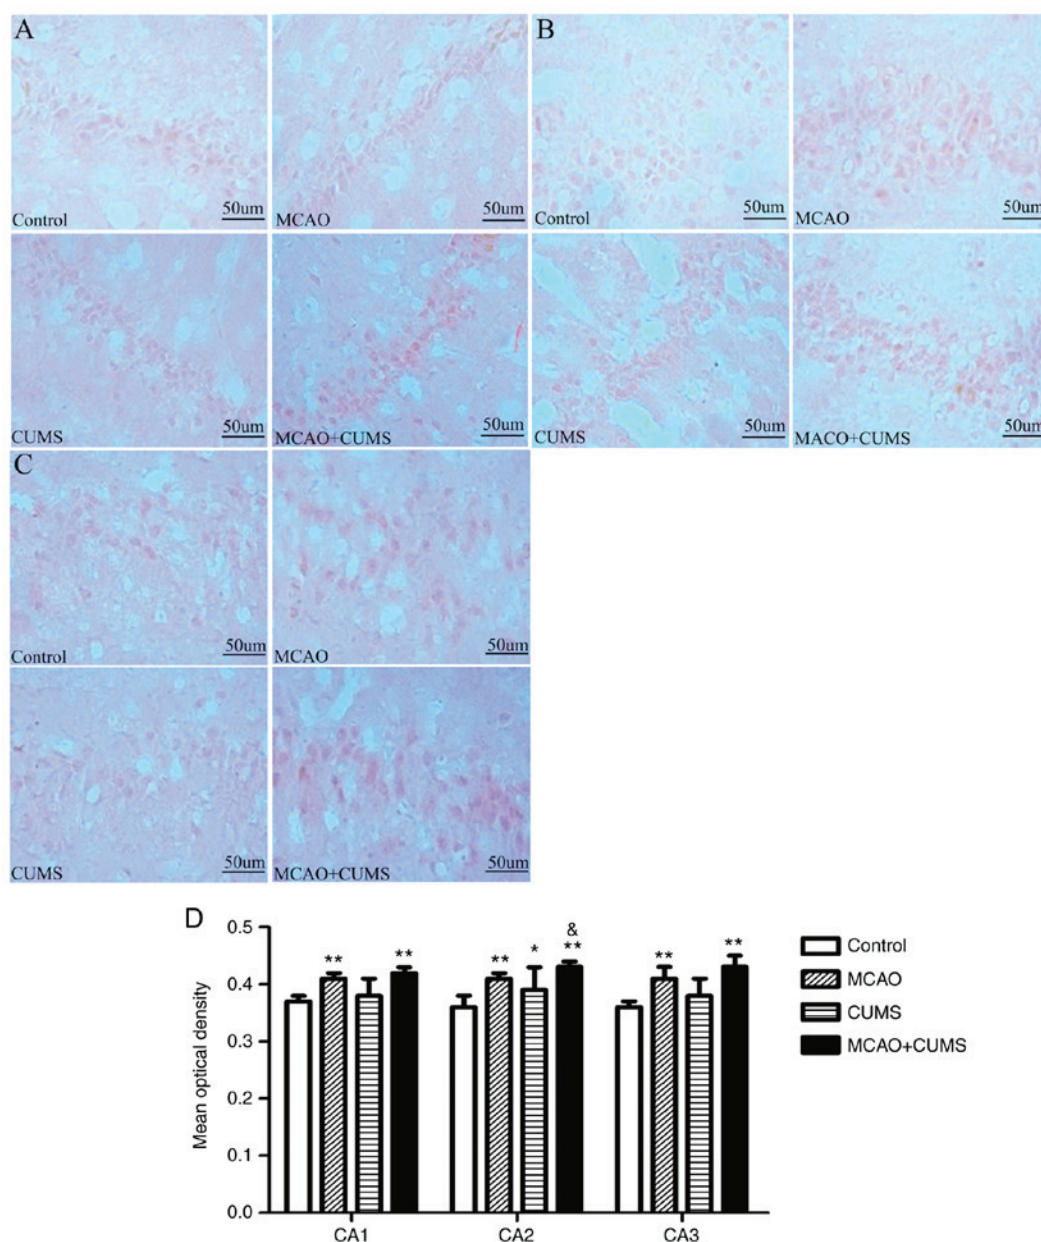 A
B
50um
50um
50um
50um
Control
MCAO
Control
MCAO
50um
50um
50um
50um
CUMS
MCAO+CUMS
CUMS
MACO+CUMS
C
50um
50um
Control
MCAO
50um
50um
CUMS
MCAO+CUMS
D
Mean optical density
0.5
0.4
0.3
0.2
0.1
0.0
** **
** * & **
** **
CA1
CA2
CA3
Control
MCAO
CUMS
MCAO+CUMS